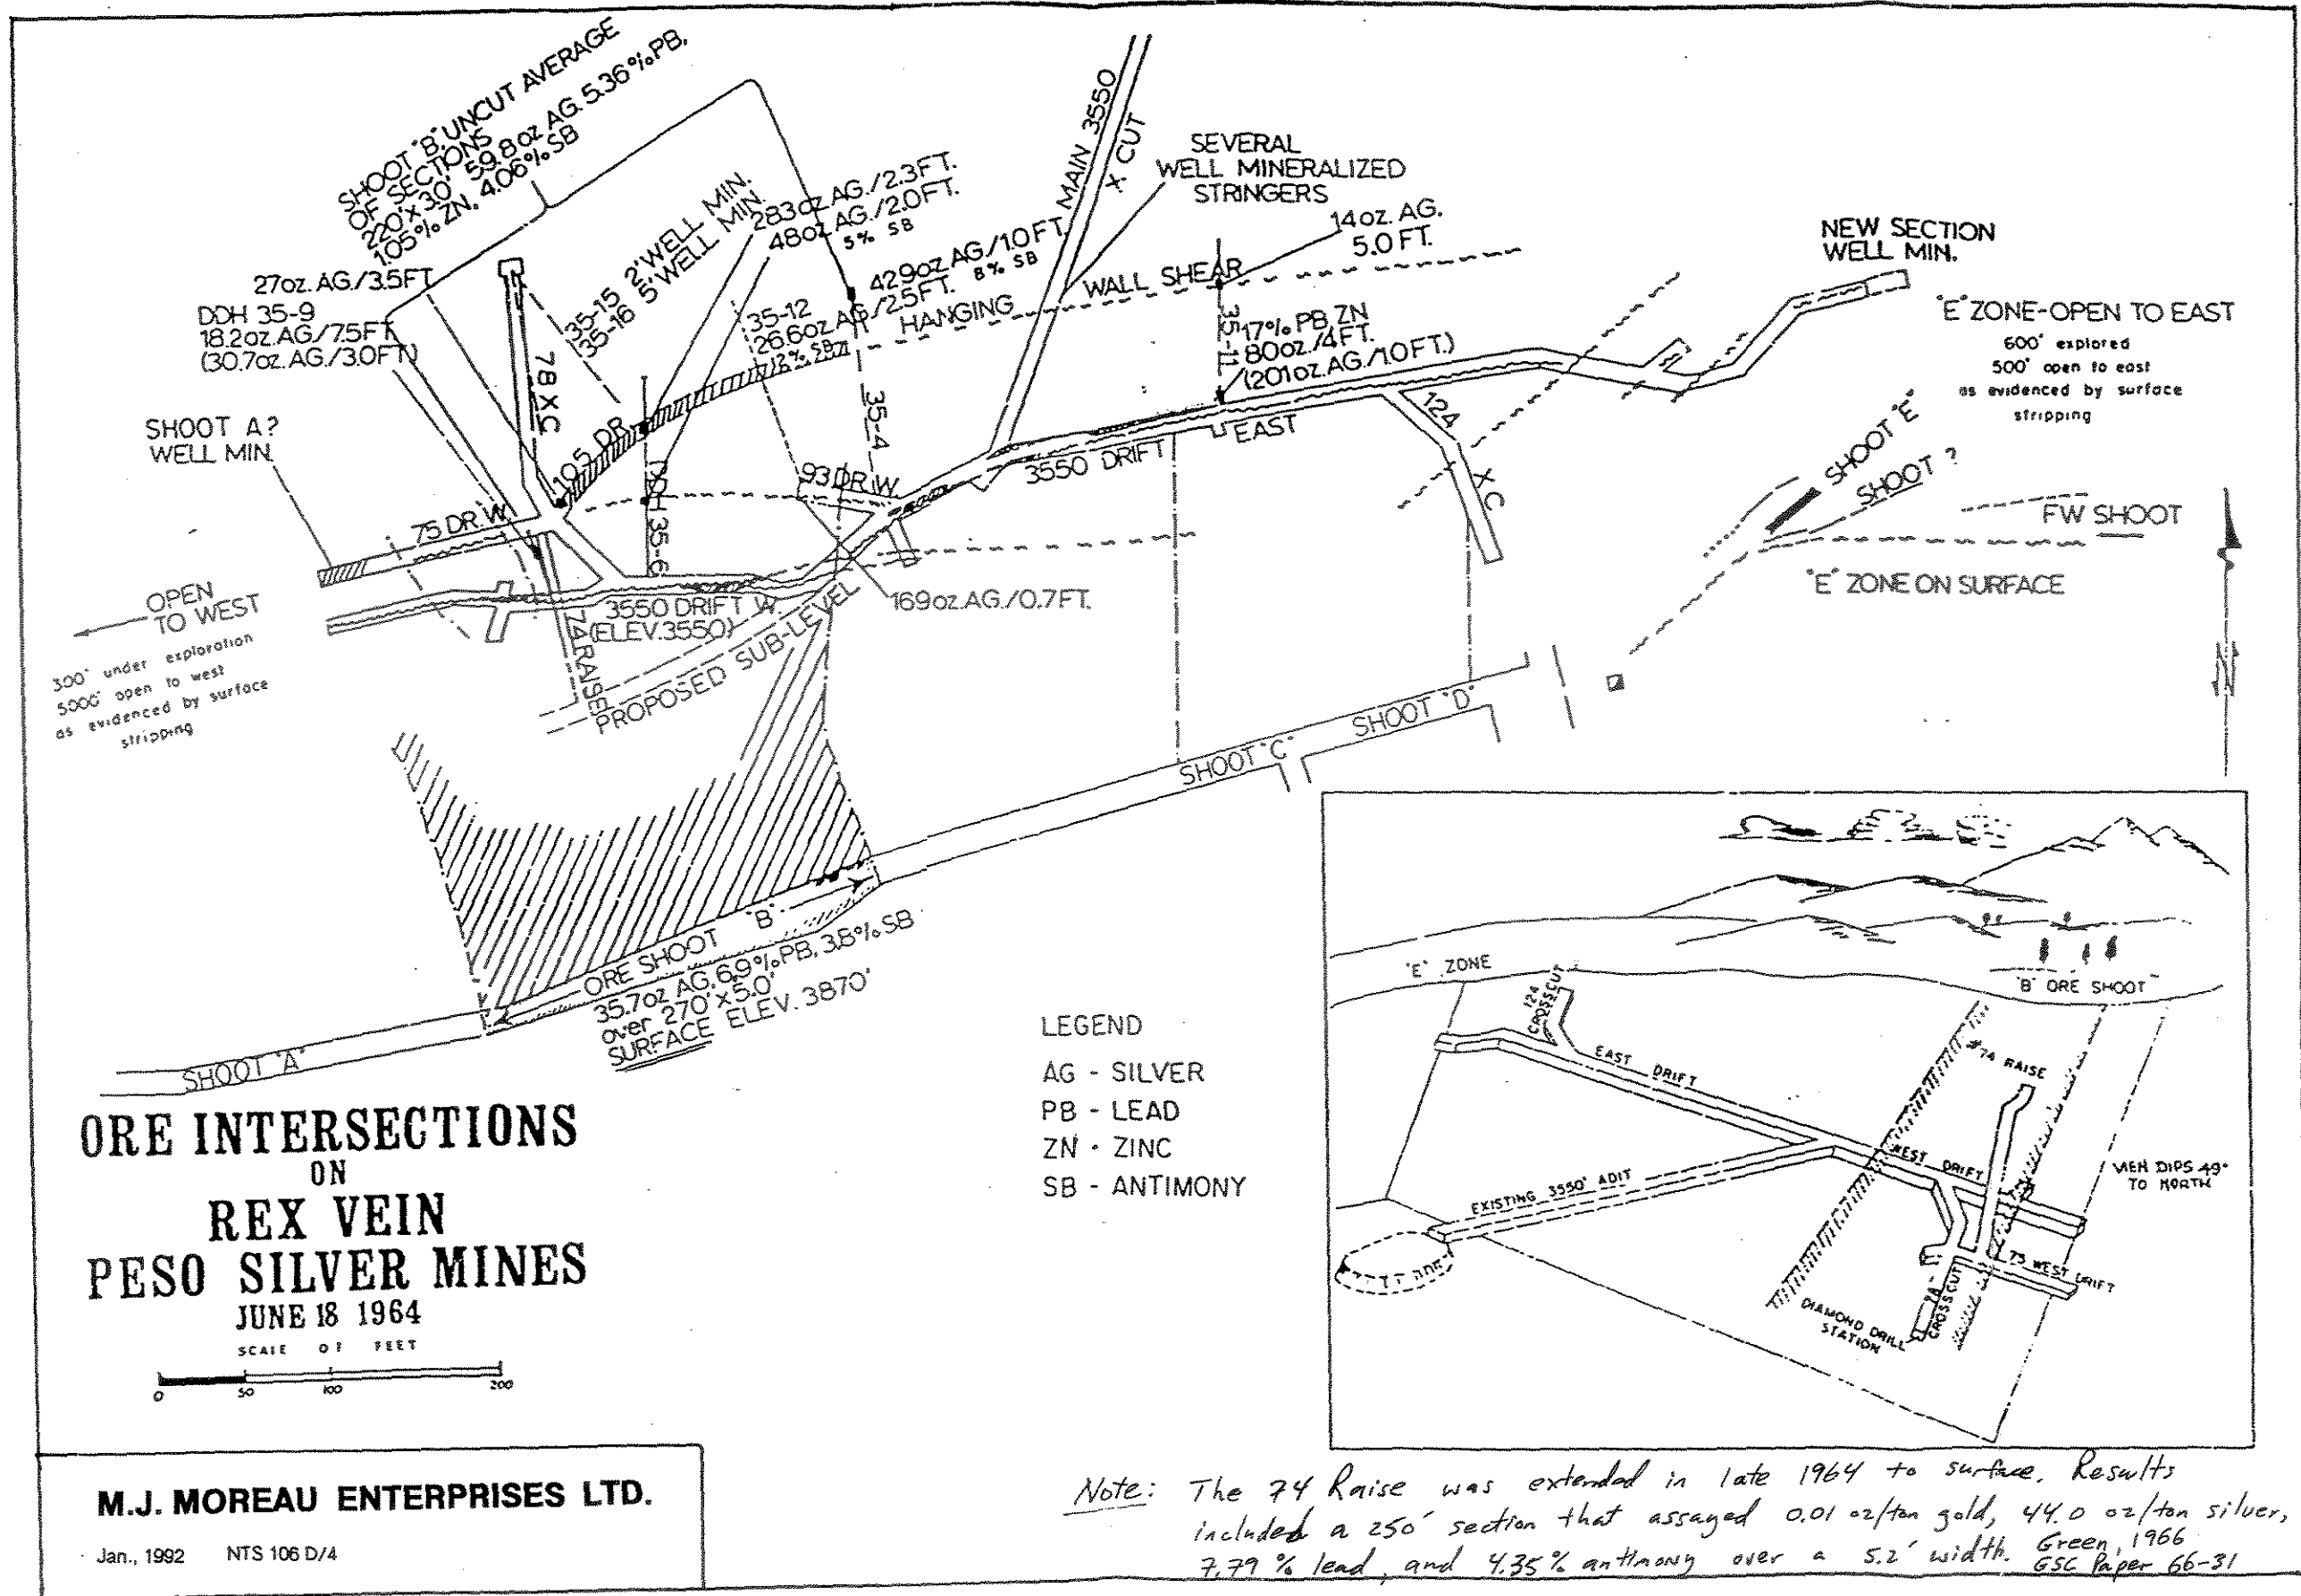 SHOOT "B" UNCUT AVERAGE
OF SECTIONS
220'X 3.0' 59.8oz AG. 5.36%PB.
1.05% ZN, 4.06% SB
27oz. AG./3.5FT
DDH 35-9
18.2oz. AG/7.5FT
(30.7oz. AG./3.0FT)
SHOOT A?
WELL MIN.
78 XC
35-15 2' WELL MIN.
35-16 5' WELL MIN.
283oz AG./2.3FT.
48oz AG./2.0FT.
5% SB
35-12
26.6oz AG/2.5FT.
429oz AG/1.0FT.
8% SB
HANGING WALL SHEAR
MAIN 3550
X. CUT
SEVERAL
WELL MINERALIZED
STRINGERS
14oz. AG.
5.0 FT.
35-11
17% PB ZN
80oz./4FT.
(201oz. AG/1.0FT.)
NEW SECTION
WELL MIN.
"E" ZONE-OPEN TO EAST
600' explored
500' open to east
as evidenced by surface
stripping
SHOOT "E"
SHOOT ?
FW SHOOT
"E" ZONE ON SURFACE
105 DR.
DDH 35-6
35-4
93 DR.W.
75 DR.W.
3550 DRIFT EAST
124 XC
169oz.AG./0.7FT.
3550 DRIFT W.
(ELEV.3550)
74 RAISE
PROPOSED SUB-LEVEL
OPEN
TO WEST
300' under exploration
5000' open to west
as evidenced by surface
stripping
SHOOT "A"
ORE SHOOT "B"
35.7oz AG, 6.9%PB, 3.8%SB
over 270'X 5.0'
SURFACE ELEV. 3870'
SHOOT "C"
SHOOT "D"
N
LEGEND
AG - SILVER
PB - LEAD
ZN - ZINC
SB - ANTIMONY
"E" ZONE
"B" ORE SHOOT
124
CROSSCUT
EAST DRIFT
#74 RAISE
WEST DRIFT
EXISTING 3550' ADIT
VIEN DIPS 49°
TO NORTH
75 WEST DRIFT
78
CROSSCUT
DIAMOND DRILL
STATION
ORE INTERSECTIONS
ON
REX VEIN
PESO SILVER MINES
JUNE 18 1964
SCALE OF FEET
0 50 100 200
M.J. MOREAU ENTERPRISES LTD.
Jan., 1992 NTS 106 D/4
Note: The 74 Raise was extended in late 1964 to surface. Results
included a 250' section that assayed 0.01 oz/ton gold, 44.0 oz/ton silver,
7.79 % lead, and 4.35% antimony over a 5.2' width. Green, 1966
GSC Paper 66-31